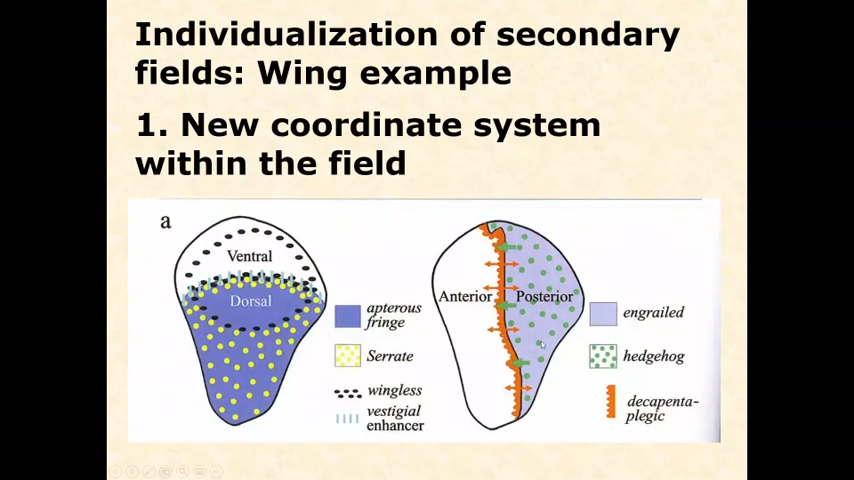 Individualization of secondary
fields: Wing example
1. New coordinate system
within the field
a
Ventral
Dorsal
apterous
fringe
Serrate
wingless
vestigial
enhancer
Anterior
Posterior
engrailed
hedgehog
decapenta-
plegic